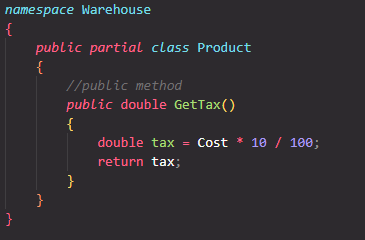 namespace Warehouse
{
public partial class Product
{
//public method
public double GetTax()
{
double tax = Cost * 10 / 100;
return tax;
}
}
}